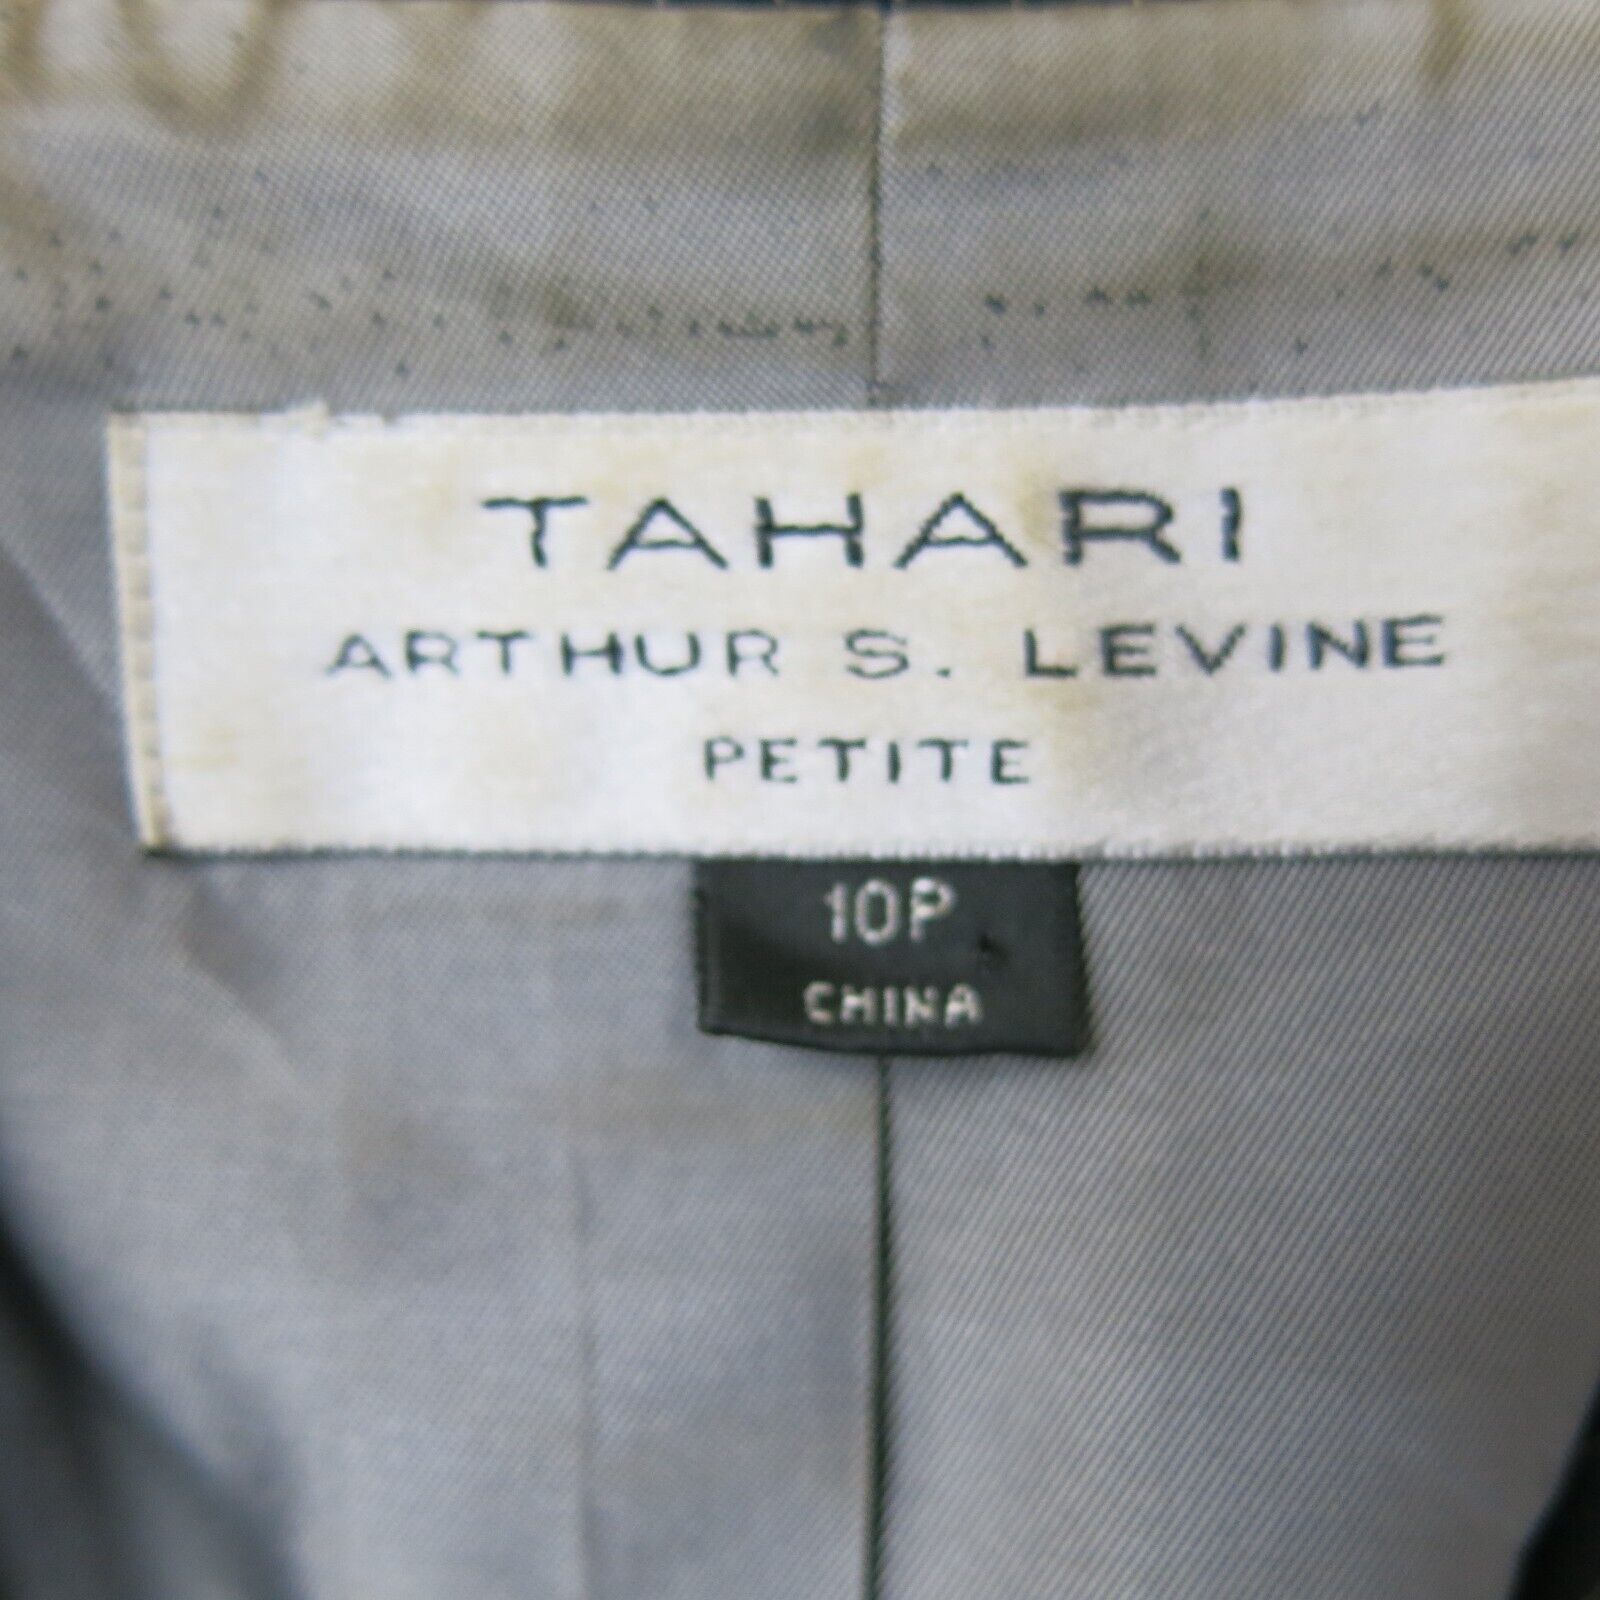 TAHARI
ARTHUR S. LEVINE
PETITE
10P
CHINA